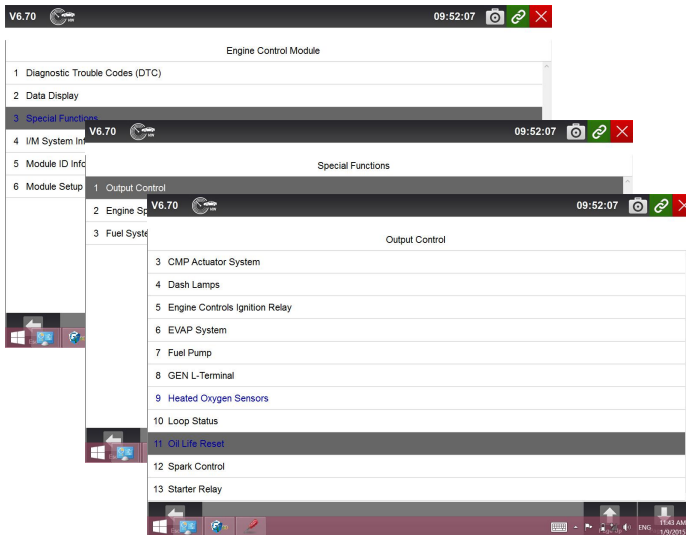 V6.70 09:52:07
Engine Control Module
1 Diagnostic Trouble Codes (DTC)
2 Data Display
3 Special Functions
4 I/M System Inf
5 Module ID Info
6 Module Setup
V6.70 09:52:07
Special Functions
1 Output Control
2 Engine Sp
3 Fuel Syste
V6.70 09:52:07
Output Control
3 CMP Actuator System
4 Dash Lamps
5 Engine Controls Ignition Relay
6 EVAP System
7 Fuel Pump
8 GEN L-Terminal
9 Heated Oxygen Sensors
10 Loop Status
11 Oil Life Reset
12 Spark Control
13 Starter Relay
ENG
11:43 AM
1/9/2015